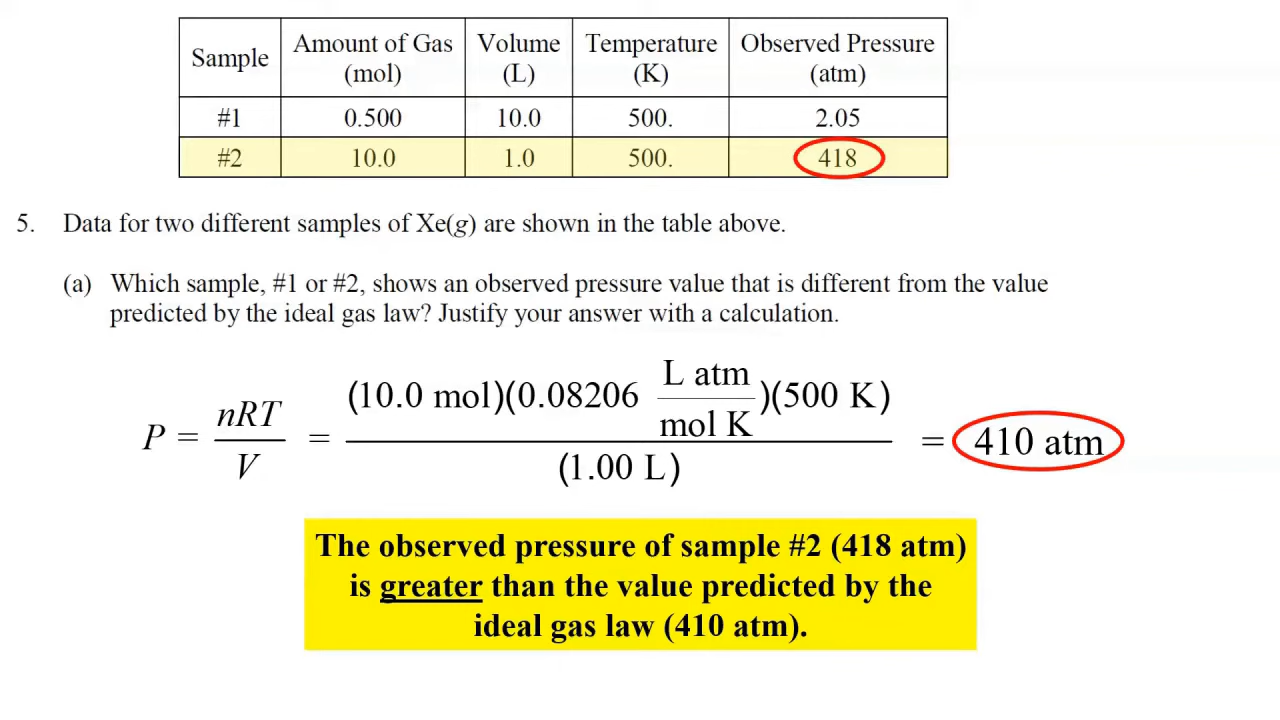 Sample Amount of Gas (mol) Volume (L) Temperature (K) Observed Pressure (atm)
#1 0.500 10.0 500. 2.05
#2 10.0 1.0 500. 418
5. Data for two different samples of Xe(g) are shown in the table above.
(a) Which sample, #1 or #2, shows an observed pressure value that is different from the value
predicted by the ideal gas law? Justify your answer with a calculation.
P = nRT / V = (10.0 mol)(0.08206 L atm / mol K)(500 K) / (1.00 L) = 410 atm
The observed pressure of sample #2 (418 atm)
is greater than the value predicted by the
ideal gas law (410 atm).